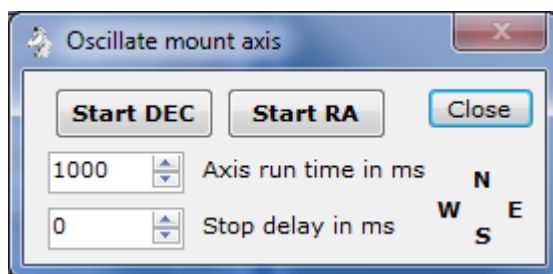 Oscillate mount axis
Start DEC Start RA Close
1000 Axis run time in ms
N
W E
0 Stop delay in ms
S